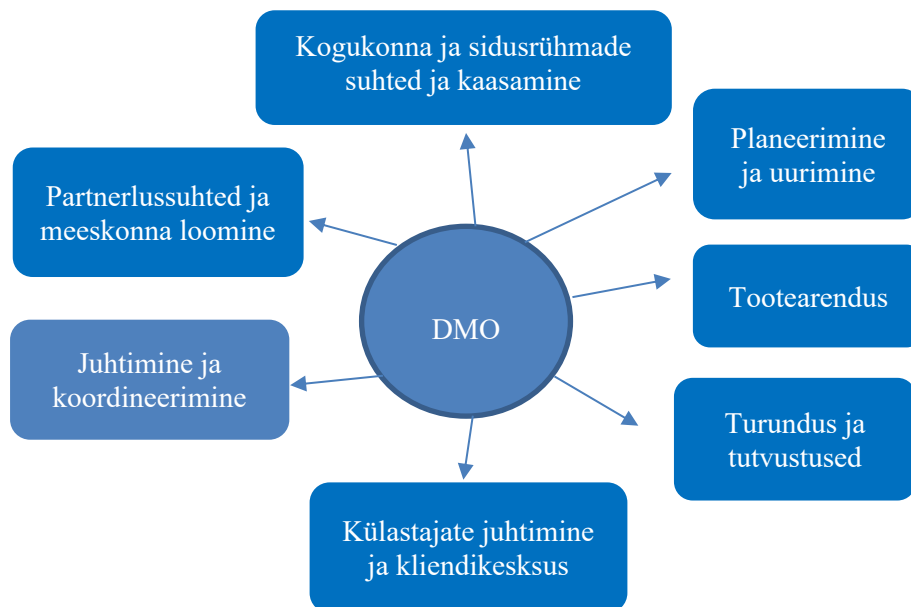 Kogukonna ja sidusrühmade
suhted ja kaasamine
Planeerimine
ja uurimine
Partnerlussuhted ja
meeskonna loomine
Tootearendus
DMO
Juhtimine ja
koordineerimine
Turundus ja
tutvustused
Külastajate juhtimine
ja kliendikesksus